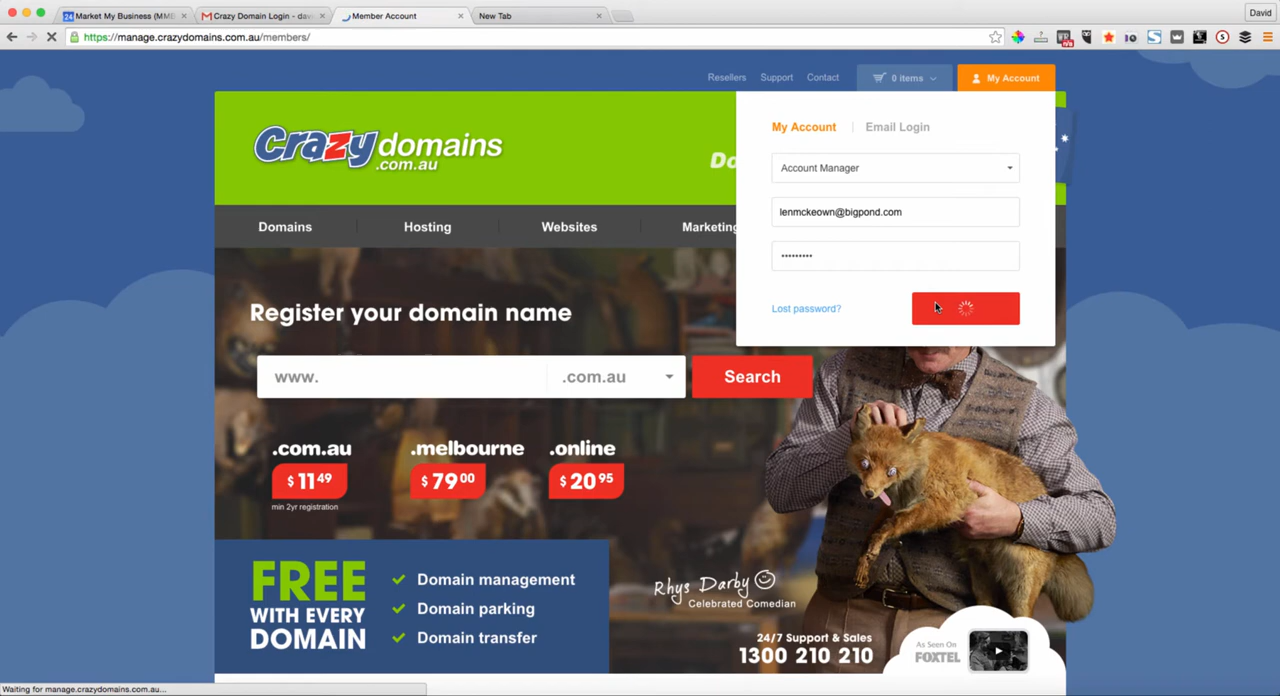 Market My Business (MMB
Crazy Domain Login - dav
Member Account
New Tab
David
https://manage.crazydomains.com.au/members/
Resellers
Support
Contact
0 items
My Account
Crazy domains
.com.au
Do
My Account
Email Login
Account Manager
lenmckeown@bigpond.com
•••••••••
Lost password?
Domains
Hosting
Websites
Marketing
Register your domain name
www.
.com.au
Search
.com.au
.melbourne
.online
$ 11 49
$ 79 00
$ 20 95
min 2yr registration
FREE
WITH EVERY
DOMAIN
Domain management
Domain parking
Domain transfer
Rhys Darby
Celebrated Comedian
24/7 Support & Sales
1300 210 210
As Seen On
FOXTEL
Waiting for manage.crazydomains.com.au...